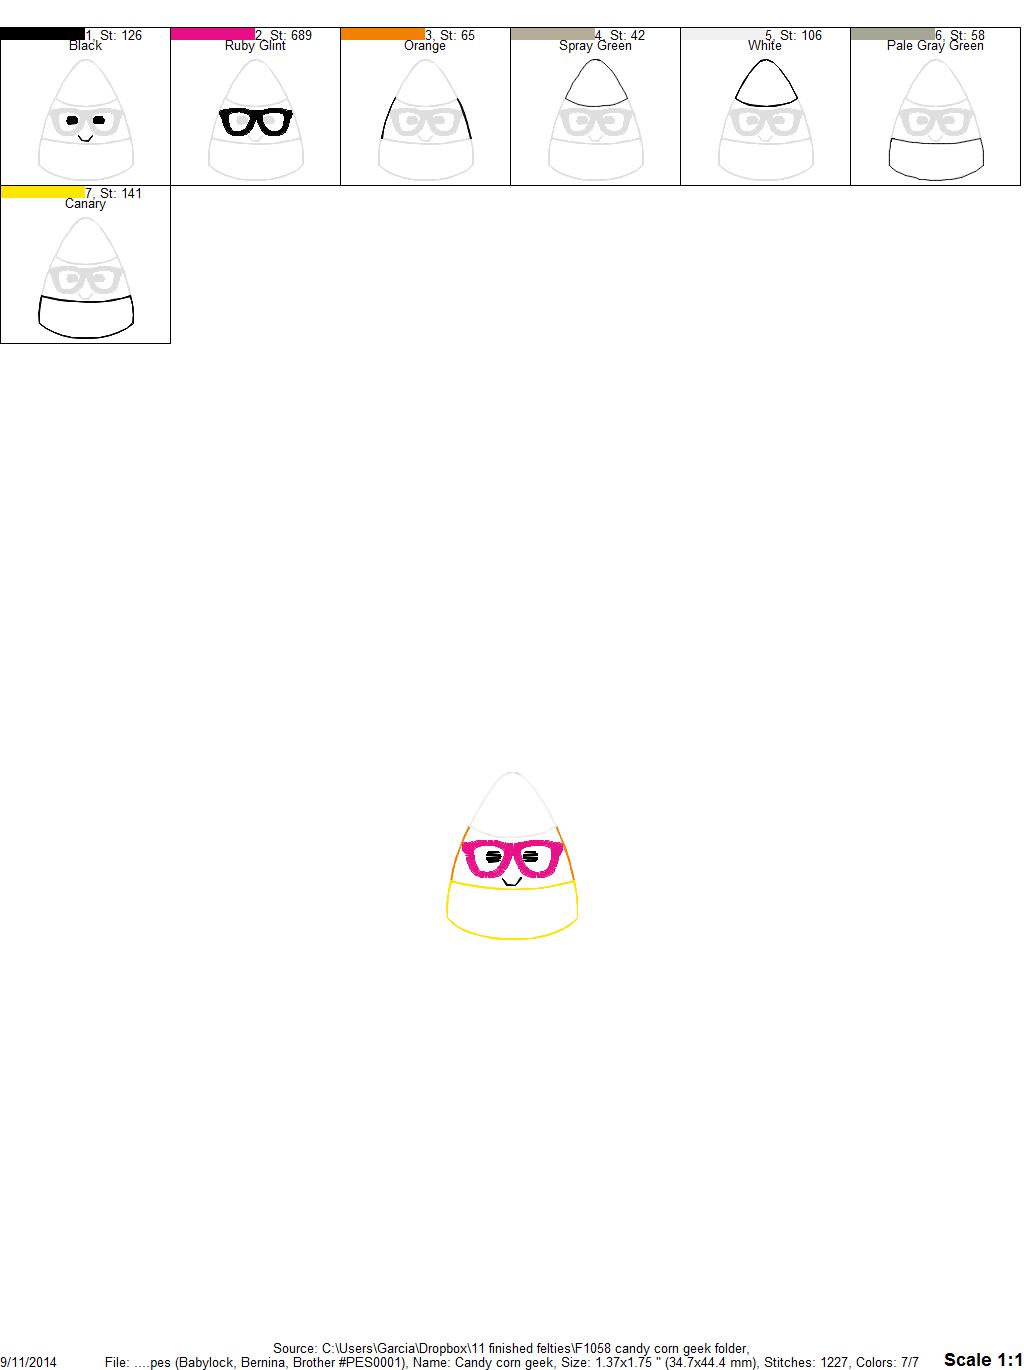 1, St: 126
Black
2, St: 689
Ruby Glint
3, St: 65
Orange
4, St: 42
Spray Green
5, St: 106
White
6, St: 58
Pale Gray Green
7, St: 141
Canary
Source: C:\Users\Garcia\Dropbox\11 finished felties\F1058 candy corn geek folder,
9/11/2014 File: ....pes (Babylock, Bernina, Brother #PES0001), Name: Candy corn geek, Size: 1.37x1.75 " (34.7x44.4 mm), Stitches: 1227, Colors: 7/7 Scale 1:1